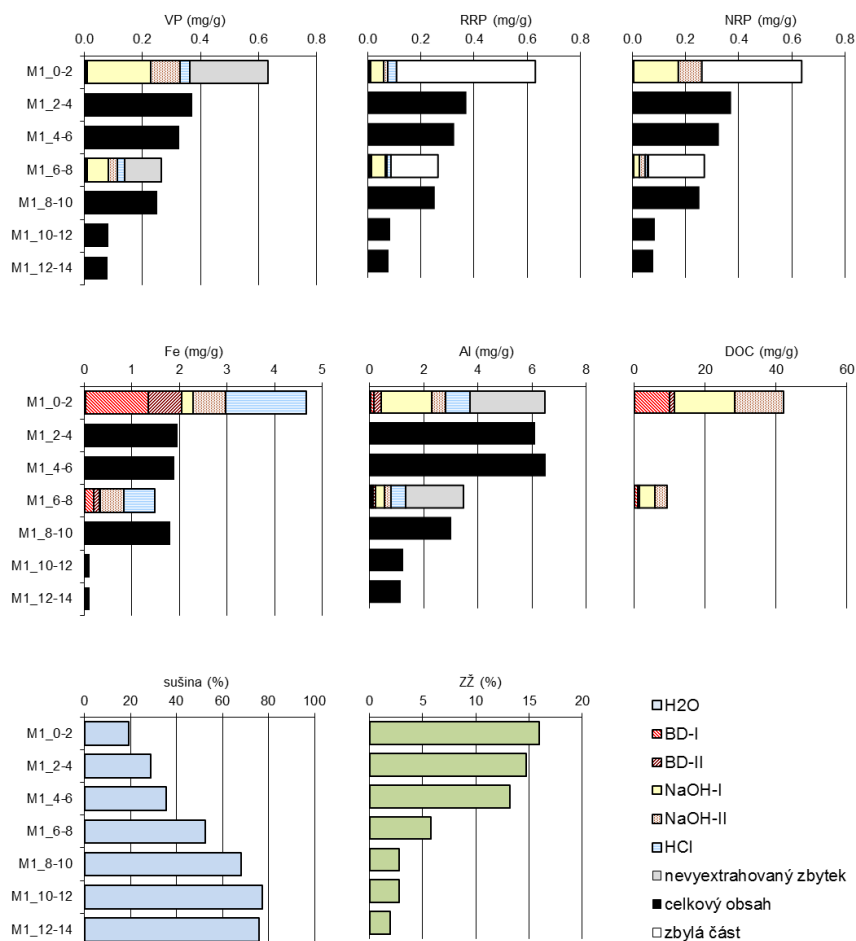 VP (mg/g) RRP (mg/g) NRP (mg/g)
0.0 0.2 0.4 0.6 0.8 0.0 0.2 0.4 0.6 0.8 0.0 0.2 0.4 0.6 0.8
M1_0-2
M1_2-4
M1_4-6
M1_6-8
M1_8-10
M1_10-12
M1_12-14
Fe (mg/g) Al (mg/g) DOC (mg/g)
0 1 2 3 4 5 0 2 4 6 8 0 20 40 60
M1_0-2
M1_2-4
M1_4-6
M1_6-8
M1_8-10
M1_10-12
M1_12-14
sušina (%) ZŽ (%)
0 20 40 60 80 100 0 5 10 15 20
M1_0-2
M1_2-4
M1_4-6
M1_6-8
M1_8-10
M1_10-12
M1_12-14
H2O
BD-I
BD-II
NaOH-I
NaOH-II
HCl
nevyextrahovaný zbytek
celkový obsah
zbylá část